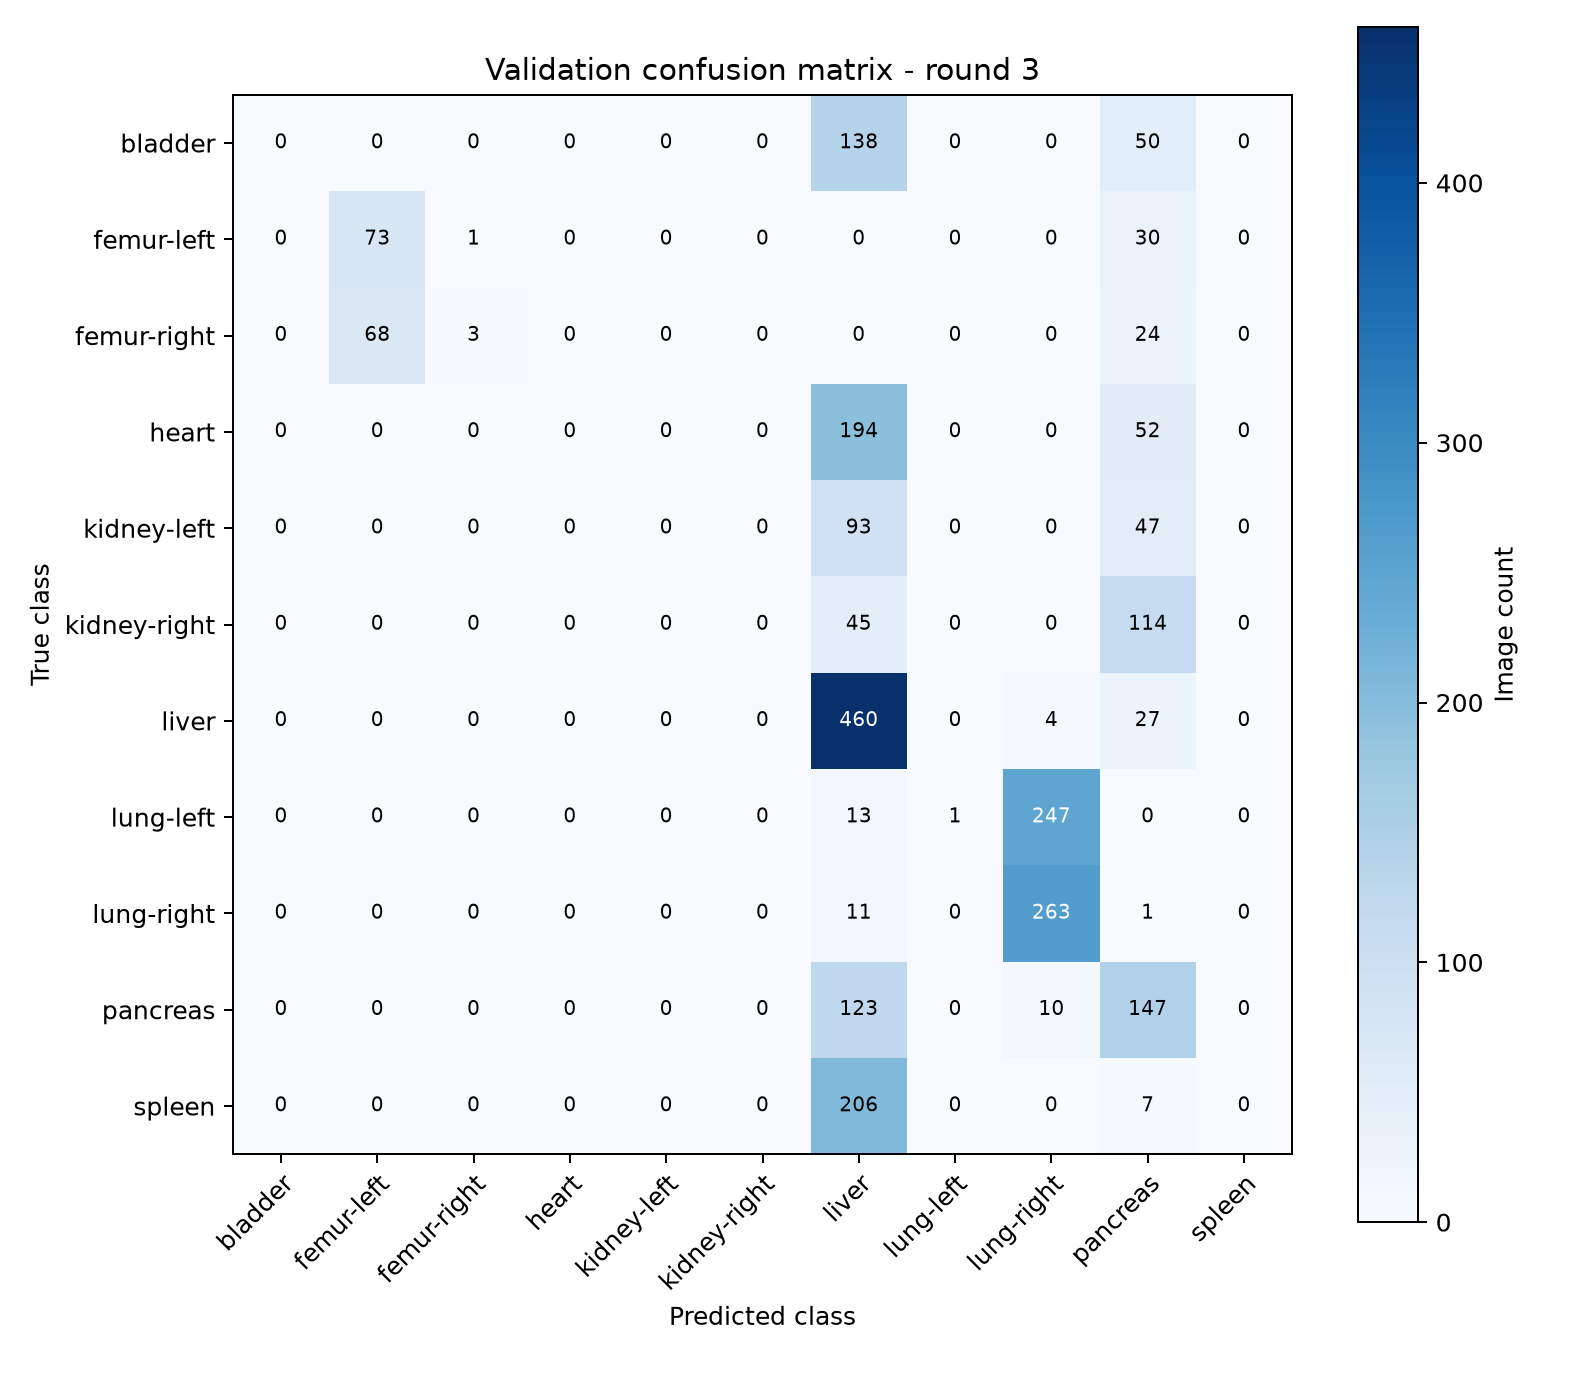 Validation confusion matrix - round 3
bladder 0 0 0 0 0 0 138 0 0 50 0
femur-left 0 73 1 0 0 0 0 0 0 30 0
femur-right 0 68 3 0 0 0 0 0 0 24 0
heart 0 0 0 0 0 0 194 0 0 52 0
kidney-left 0 0 0 0 0 0 93 0 0 47 0
kidney-right 0 0 0 0 0 0 45 0 0 114 0
liver 0 0 0 0 0 0 460 0 4 27 0
lung-left 0 0 0 0 0 0 13 1 247 0 0
lung-right 0 0 0 0 0 0 11 0 263 1 0
pancreas 0 0 0 0 0 0 123 0 10 147 0
spleen 0 0 0 0 0 0 206 0 0 7 0
bladder femur-left femur-right heart kidney-left kidney-right liver lung-left lung-right pancreas spleen
Predicted class
True class
400
300
200
100
0
Image count